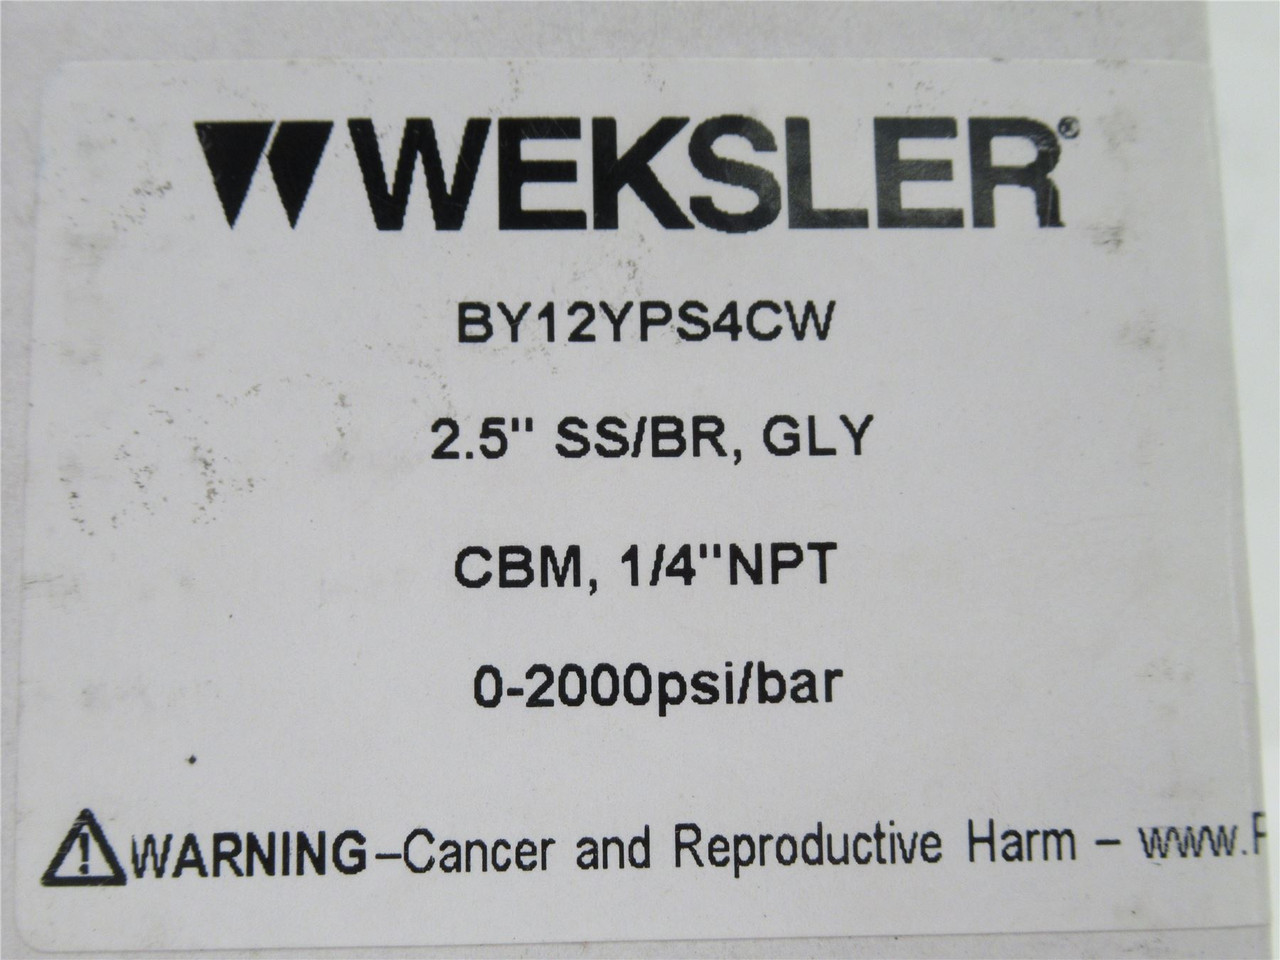 WEKSLER®
BY12YPS4CW
2.5" SS/BR, GLY
CBM, 1/4"NPT
0-2000psi/bar
⚠WARNING–Cancer and Reproductive Harm – www.